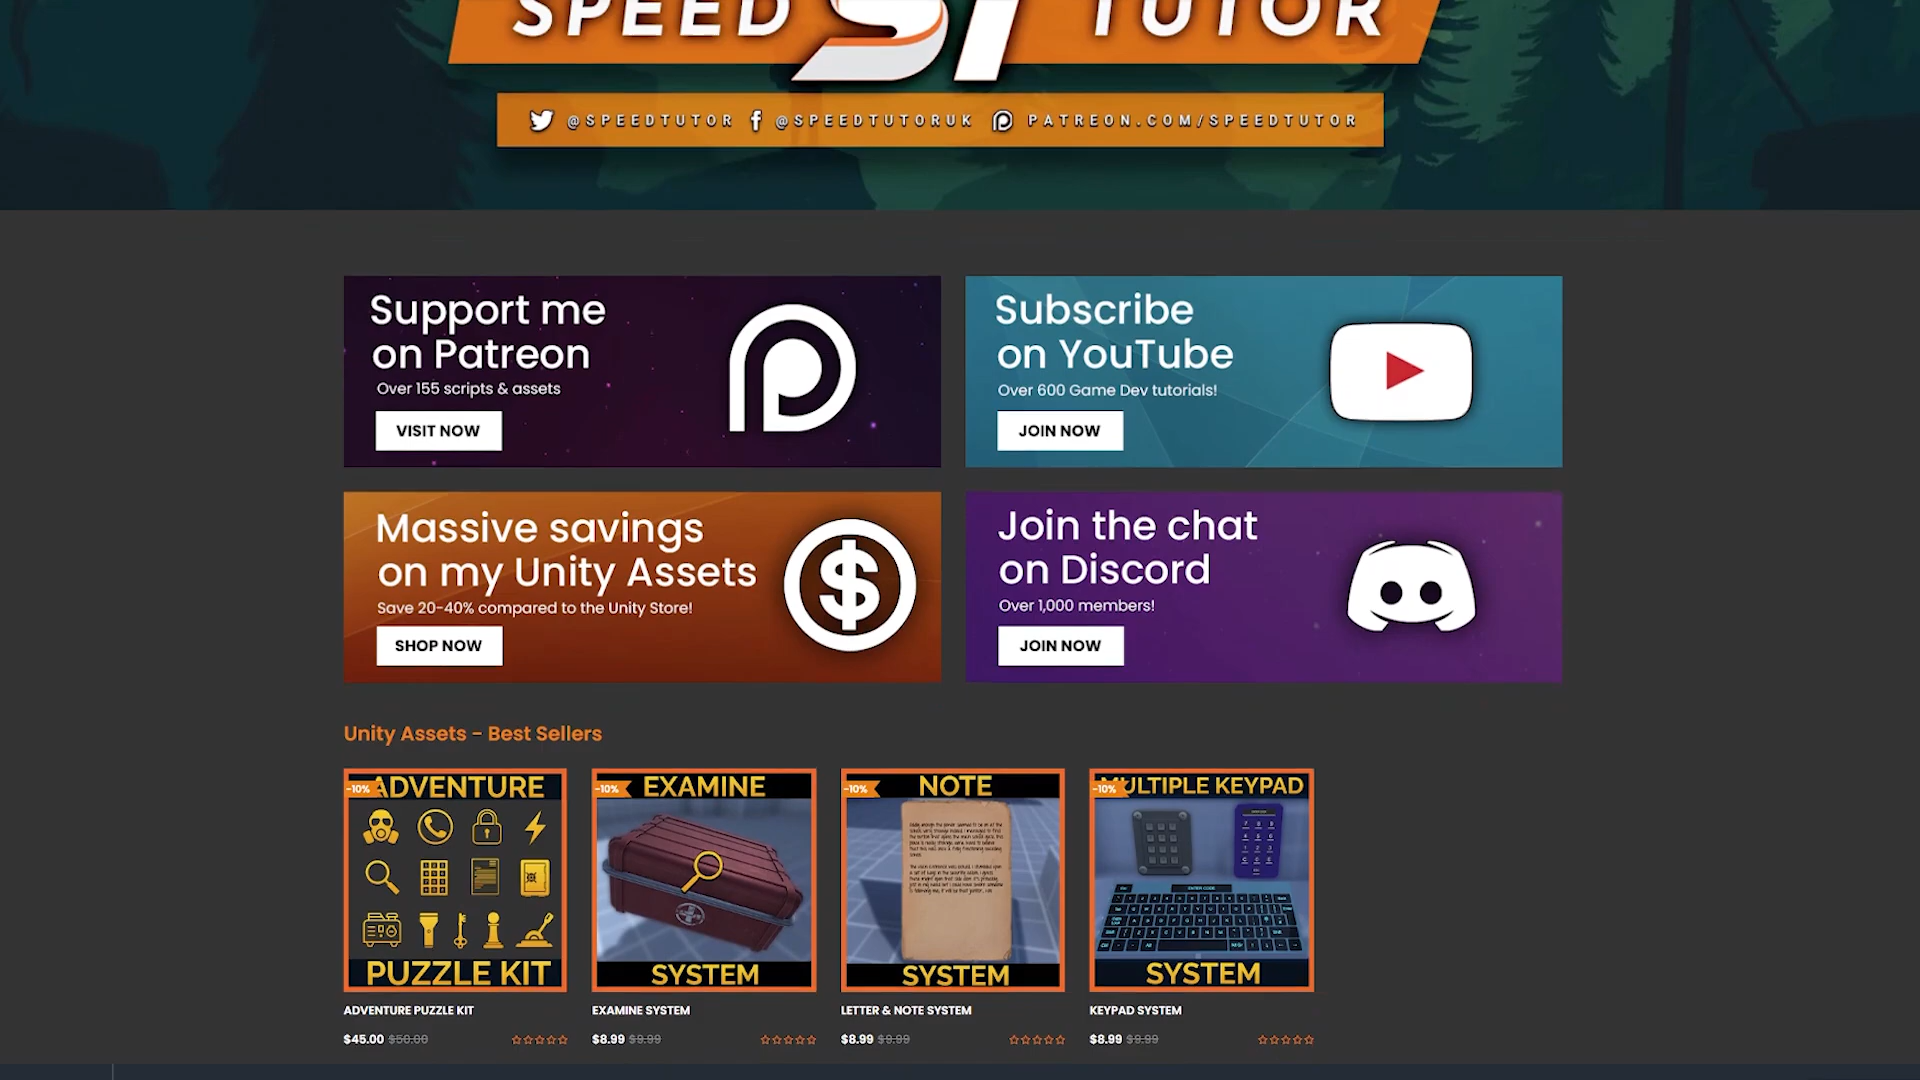 SPEED ST TUTOR
@SPEEDTUTOR @SPEEDTUTORUK PATREON.COM/SPEEDTUTOR
Support me
on Patreon
Over 155 scripts & assets
VISIT NOW
Subscribe
on YouTube
Over 600 Game Dev tutorials!
JOIN NOW
Massive savings
on my Unity Assets
Save 20-40% compared to the Unity Store!
SHOP NOW
Join the chat
on Discord
Over 1,000 members!
JOIN NOW
Unity Assets - Best Sellers
-10%
ADVENTURE
PUZZLE KIT
ADVENTURE PUZZLE KIT
$45.00 $50.00
-10%
EXAMINE
SYSTEM
EXAMINE SYSTEM
$8.99 $9.99
-10%
NOTE
SYSTEM
LETTER & NOTE SYSTEM
$8.99 $9.99
-10%
MULTIPLE KEYPAD
ENTER CODE
SYSTEM
KEYPAD SYSTEM
$8.99 $9.99